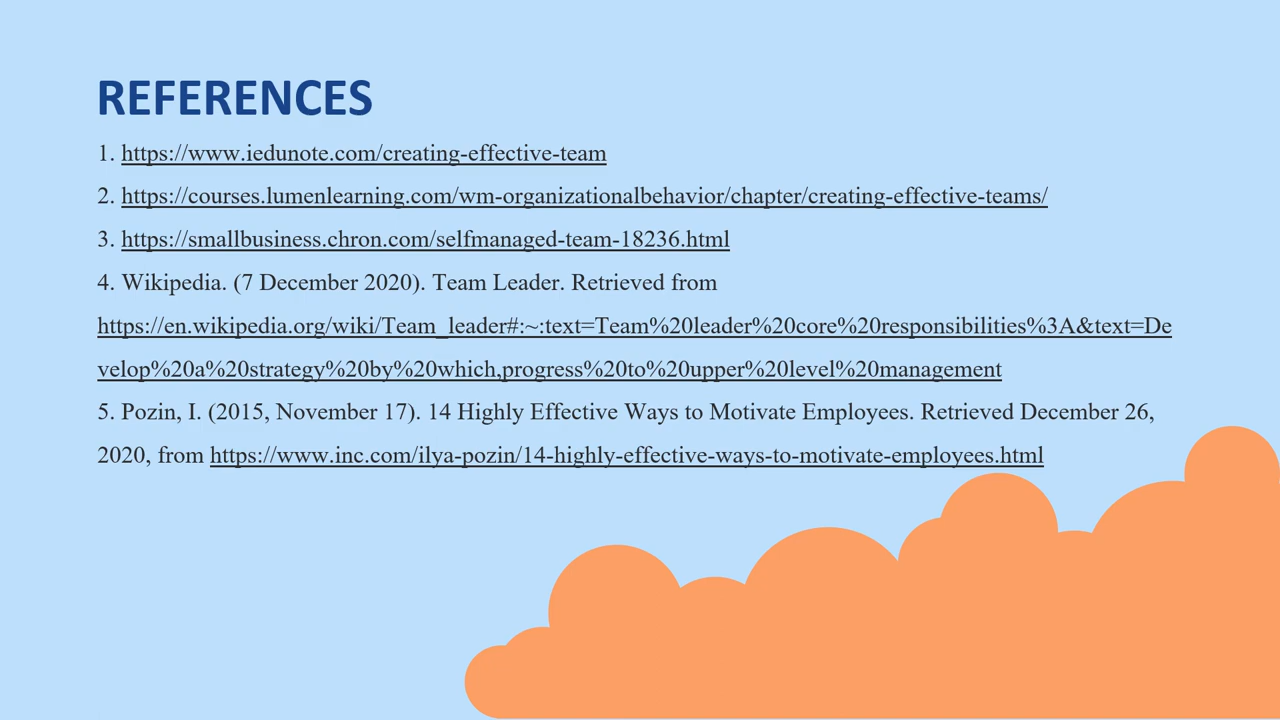 REFERENCES
1. https://www.iedunote.com/creating-effective-team
2. https://courses.lumenlearning.com/wm-organizationalbehavior/chapter/creating-effective-teams/
3. https://smallbusiness.chron.com/selfmanaged-team-18236.html
4. Wikipedia. (7 December 2020). Team Leader. Retrieved from
https://en.wikipedia.org/wiki/Team_leader#:~:text=Team%20leader%20core%20responsibilities%3A&text=De
velop%20a%20strategy%20by%20which,progress%20to%20upper%20level%20management
5. Pozin, I. (2015, November 17). 14 Highly Effective Ways to Motivate Employees. Retrieved December 26,
2020, from https://www.inc.com/ilya-pozin/14-highly-effective-ways-to-motivate-employees.html